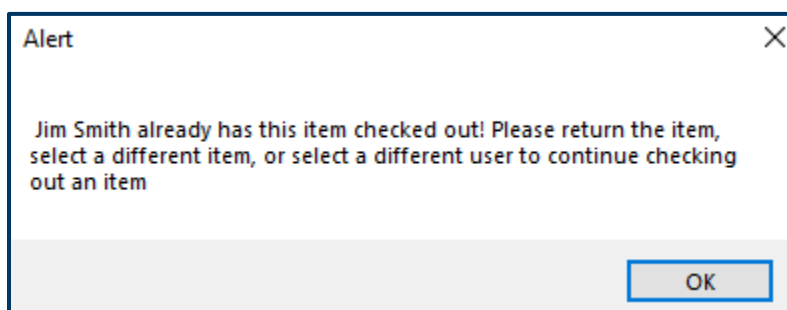 Alert
Jim Smith already has this item checked out! Please return the item,
select a different item, or select a different user to continue checking
out an item
OK